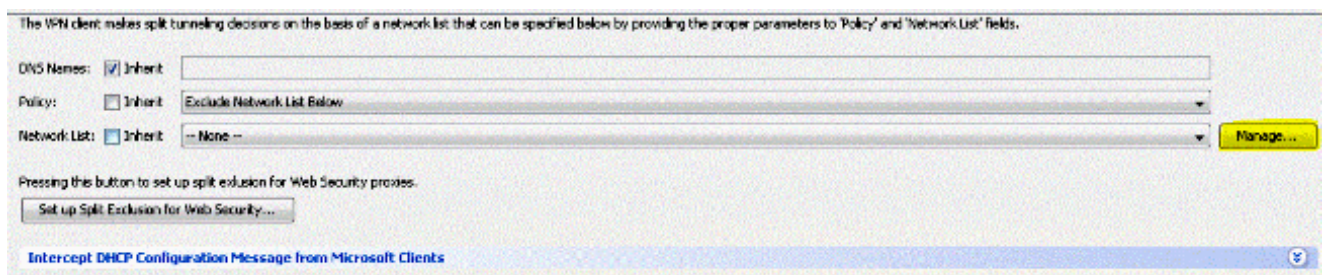 The VPN client makes split tunneling decisions on the basis of a network list that can be specified below by providing the proper parameters to 'Policy' and 'Network List' fields.
DNS Names: Inherit
Policy: Inherit Exclude Network List Below
Network List: Inherit -- None -- Manage...
Pressing this button to set up split exlusion for Web Security proxies.
Set up Split Exclusion for Web Security...
Intercept DHCP Configuration Message from Microsoft Clients